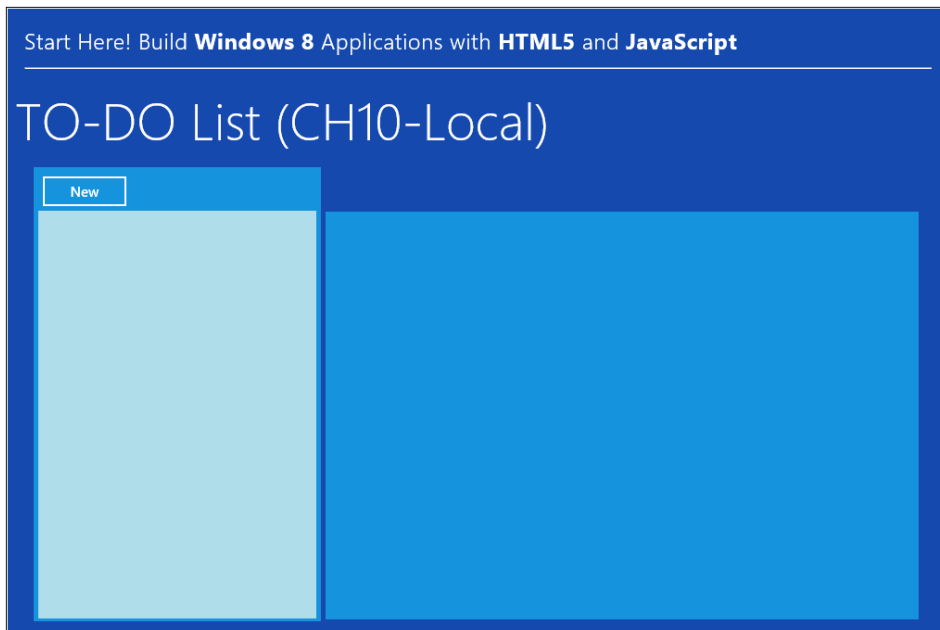 Start Here! Build Windows 8 Applications with HTML5 and JavaScript
TO-DO List (CH10-Local)
New